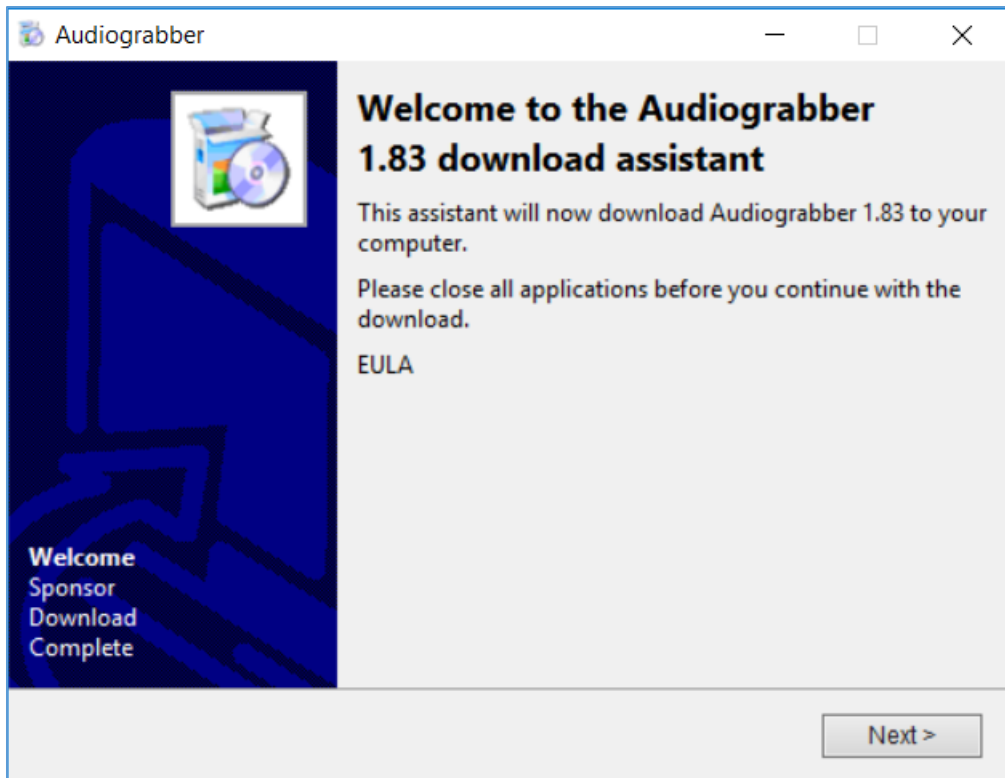 Audiograbber
Welcome to the Audiograbber
1.83 download assistant
This assistant will now download Audiograbber 1.83 to your
computer.
Please close all applications before you continue with the
download.
EULA
Welcome
Sponsor
Download
Complete
Next >